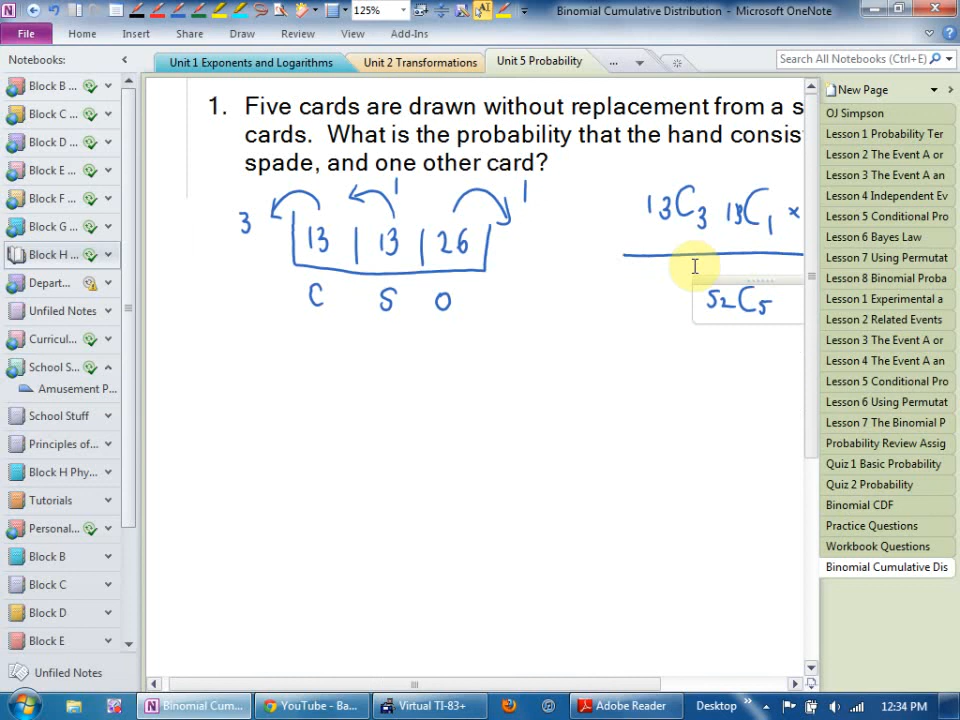 125%
Binomial Cumulative Distribution - Microsoft OneNote
File Home Insert Share Draw Review View Add-Ins
Notebooks:
Unit 1 Exponents and Logarithms
Unit 2 Transformations
Unit 5 Probability
...
Search All Notebooks (Ctrl+E)
Block B ...
Block C ...
Block D ...
Block E ...
Block F ...
Block G ...
Block H ...
Depart...
Unfiled Notes
Curricul...
School S...
Amusement P...
School Stuff
Principles of...
Block H Phy...
Tutorials
Personal...
Block B
Block C
Block D
Block E
Unfiled Notes
1. Five cards are drawn without replacement from a s
cards. What is the probability that the hand consis
spade, and one other card?
3 1 1
13 | 13 | 26
C S O
13C3 13C1 ×
52C5
New Page
OJ Simpson
Lesson 1 Probability Ter
Lesson 2 The Event A or
Lesson 3 The Event A an
Lesson 4 Independent Ev
Lesson 5 Conditional Pro
Lesson 6 Bayes Law
Lesson 7 Using Permutat
Lesson 8 Binomial Proba
Lesson 1 Experimental a
Lesson 2 Related Events
Lesson 3 The Event A or
Lesson 4 The Event A an
Lesson 5 Conditional Pro
Lesson 6 Using Permutat
Lesson 7 The Binomial P
Probability Review Assig
Quiz 1 Basic Probability
Quiz 2 Probability
Binomial CDF
Practice Questions
Workbook Questions
Binomial Cumulative Dis
Binomial Cum...
YouTube - Ba...
Virtual TI-83+
Adobe Reader
Desktop
12:34 PM